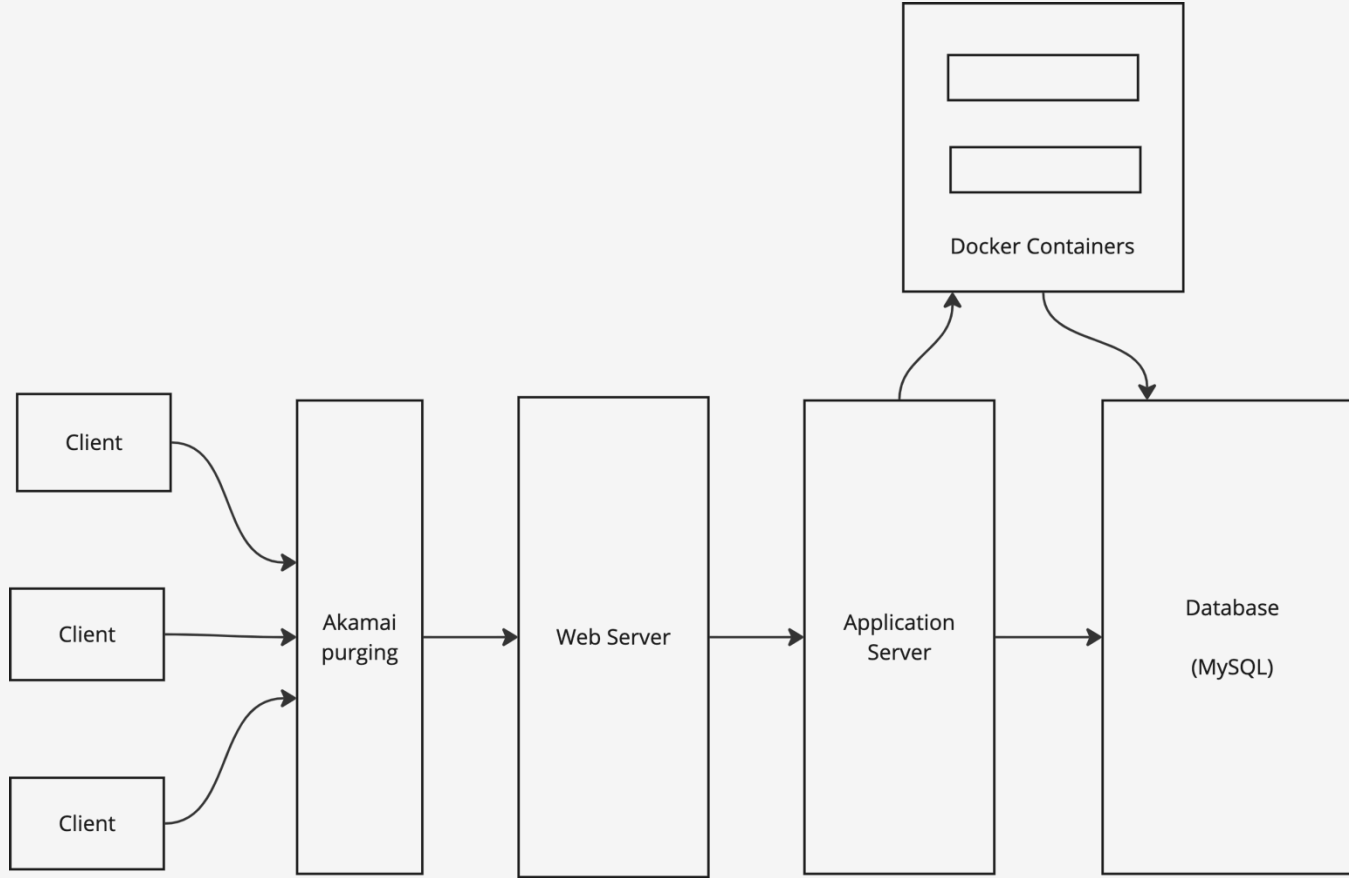 Docker Containers
Client
Client
Client
Akamai
purging
Web Server
Application
Server
Database
(MySQL)